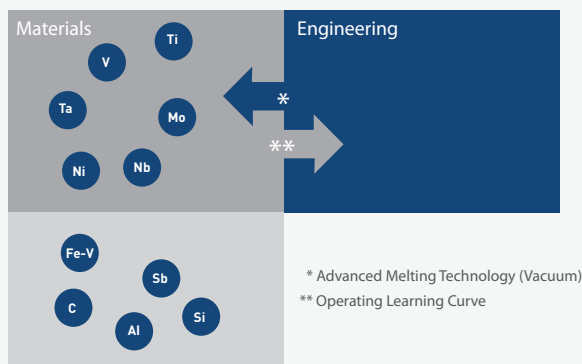 Materials
Engineering
Ti
V
*
Ta
Mo
**
Ni
Nb
Fe-V
Sb
* Advanced Melting Technology (Vacuum)
** Operating Learning Curve
C
Si
Al